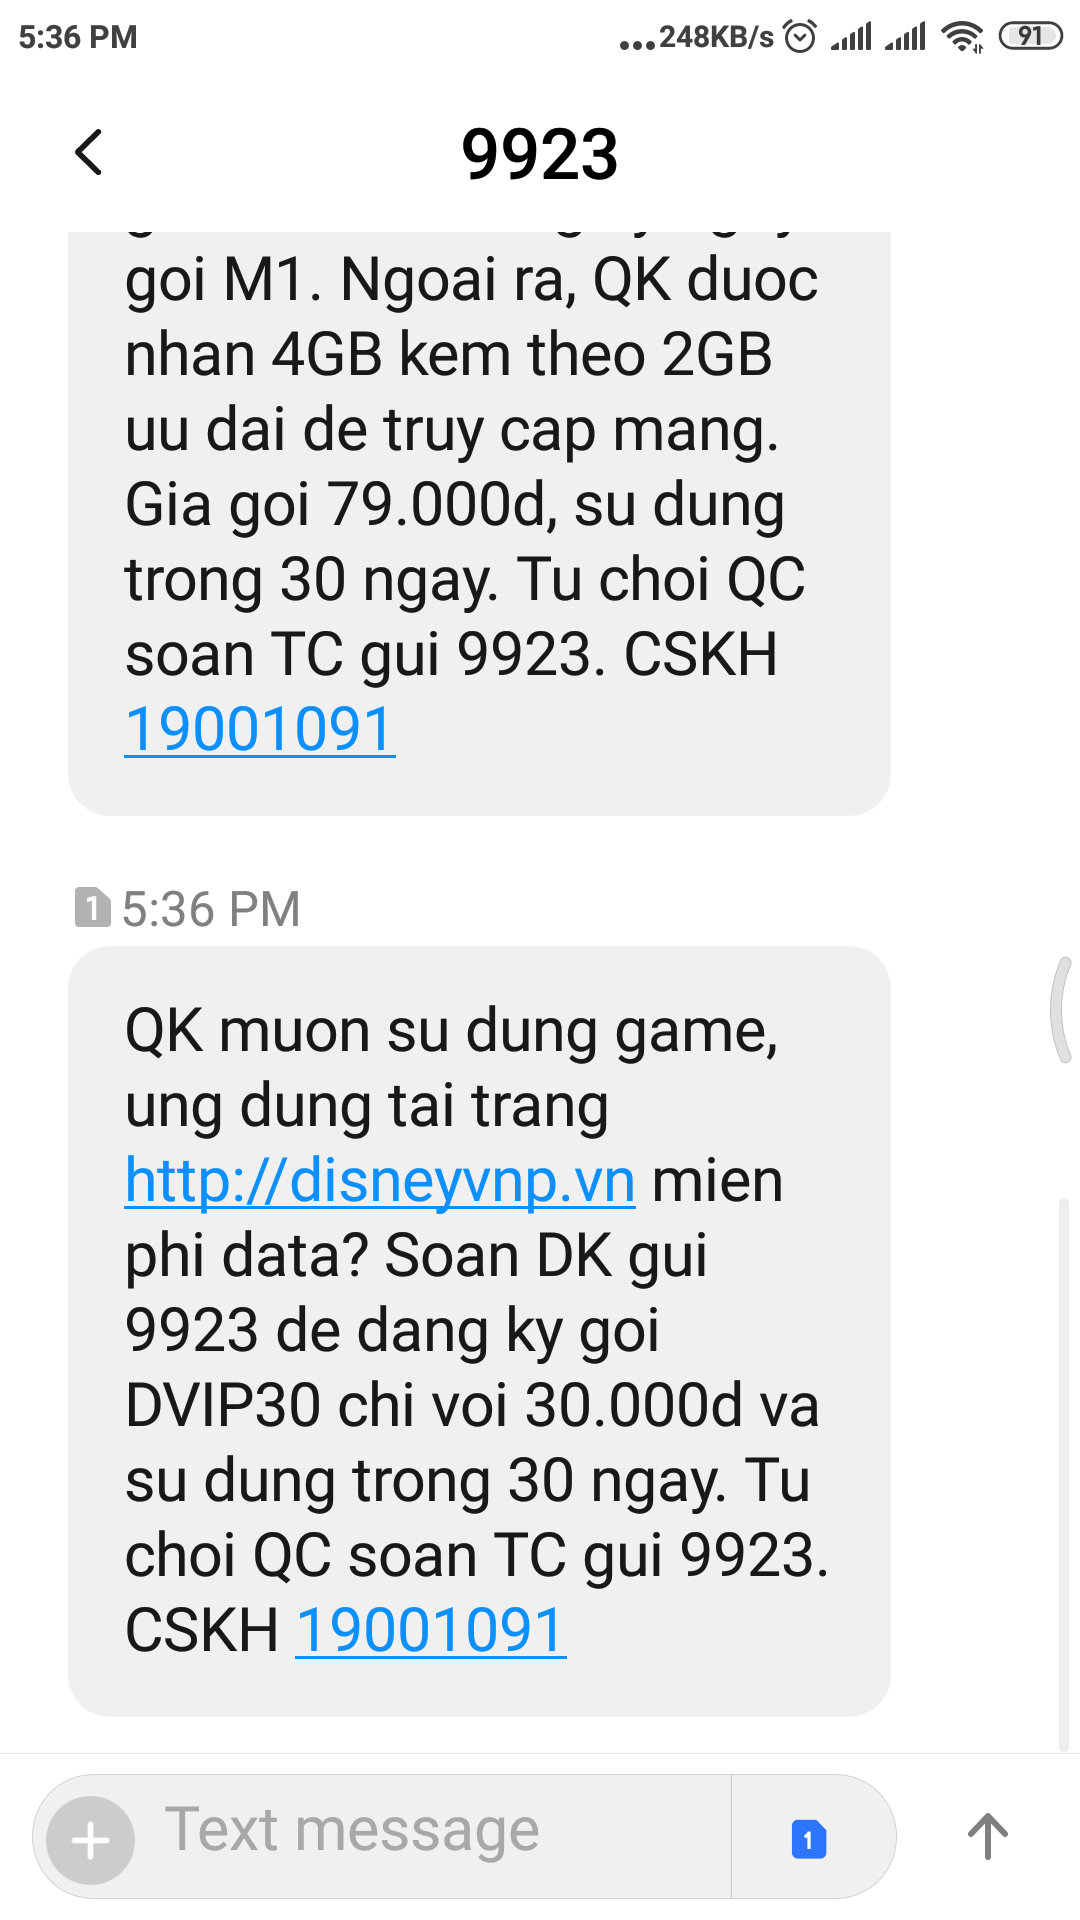 5:36 PM
...248KB/s
91
9923
goi M1. Ngoai ra, QK duoc
nhan 4GB kem theo 2GB
uu dai de truy cap mang.
Gia goi 79.000d, su dung
trong 30 ngay. Tu choi QC
soan TC gui 9923. CSKH
19001091
1 5:36 PM
QK muon su dung game,
ung dung tai trang
http://disneyvnp.vn mien
phi data? Soan DK gui
9923 de dang ky goi
DVIP30 chi voi 30.000d va
su dung trong 30 ngay. Tu
choi QC soan TC gui 9923.
CSKH 19001091
Text message
1